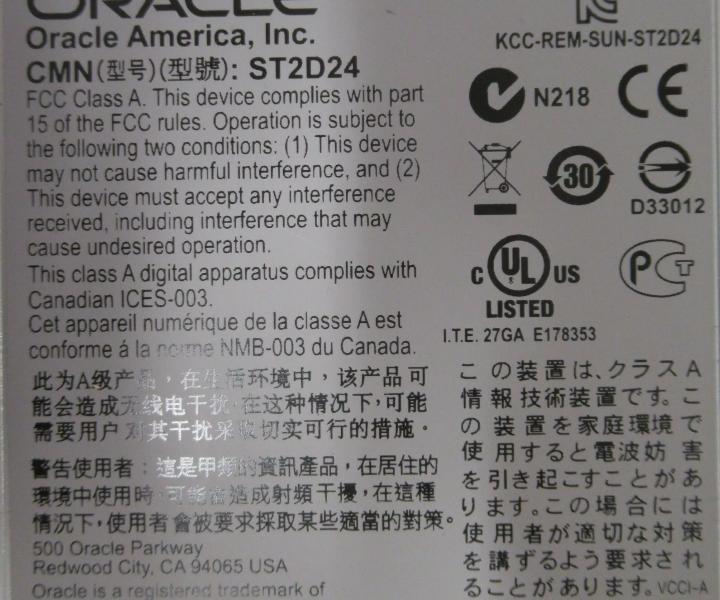 ORACLE
Oracle America, Inc.
CMN(型号)(型號): ST2D24
FCC Class A. This device complies with part
15 of the FCC rules. Operation is subject to
the following two conditions: (1) This device
may not cause harmful interference, and (2)
This device must accept any interference
received, including interference that may
cause undesired operation.
This class A digital apparatus complies with
Canadian ICES-003.
Cet appareil numérique de la classe A est
conforme á la norme NMB-003 du Canada.
此为A级产品，在生活环境中，该产品可
能会造成无线电干扰，在这种情况下，可能
需要用户对其干扰采取切实可行的措施。
警告使用者：這是甲類的資訊產品，在居住的
環境中使用時，可能會造成射頻干擾，在這種
情況下，使用者會被要求採取某些適當的對策。
500 Oracle Parkway
Redwood City, CA 94065 USA
Oracle is a registered trademark of
KCC-REM-SUN-ST2D24
N218
CE
30
D33012
c UL US
LISTED
I.T.E. 27GA E178353
この装置は、クラスA
情報技術装置です。こ
の装置を家庭環境で
使用すると電波妨害
を引き起こすことがあ
ります。この場合には
使用者が適切な対策
を講ずるよう要求され
ることがあります。VCCI-A